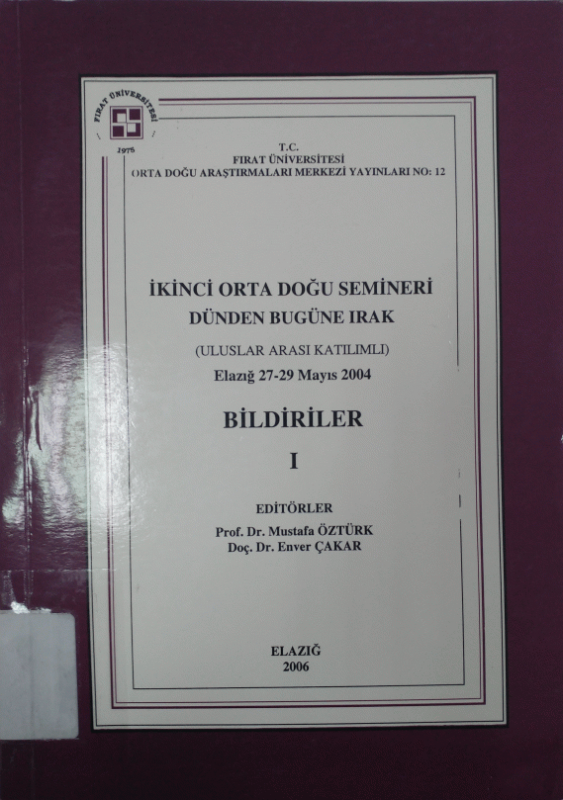 FIRAT ÜNİVERSİTESİ
1976
T.C.
FIRAT ÜNİVERSİTESİ
ORTA DOĞU ARAŞTIRMALARI MERKEZİ YAYINLARI NO: 12
İKİNCİ ORTA DOĞU SEMİNERİ
DÜNDEN BUGÜNE IRAK
(ULUSLAR ARASI KATILIMLI)
Elazığ 27-29 Mayıs 2004
BİLDİRİLER
I
EDİTÖRLER
Prof. Dr. Mustafa ÖZTÜRK
Doç. Dr. Enver ÇAKAR
ELAZIĞ
2006